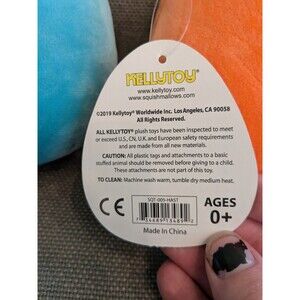 KELLYTOY®
www.kellytoy.com
www.squishmallows.com
©2019 Kellytoy® Worldwide Inc. Los Angeles, CA 90058
All Rights Reserved.
ALL KELLYTOY® plush toys have been inspected to meet
or exceed U.S, CN, U.K. and European safety requirements
and are made from all new materials.
CAUTION: All plastic tags and attachments to a basic
stuffed animal should be removed before giving to a child.
These attachments are not part of this toy.
TO CLEAN: Machine wash warm, tumble dry medium heat.
CE
AGES
0+
Made In China